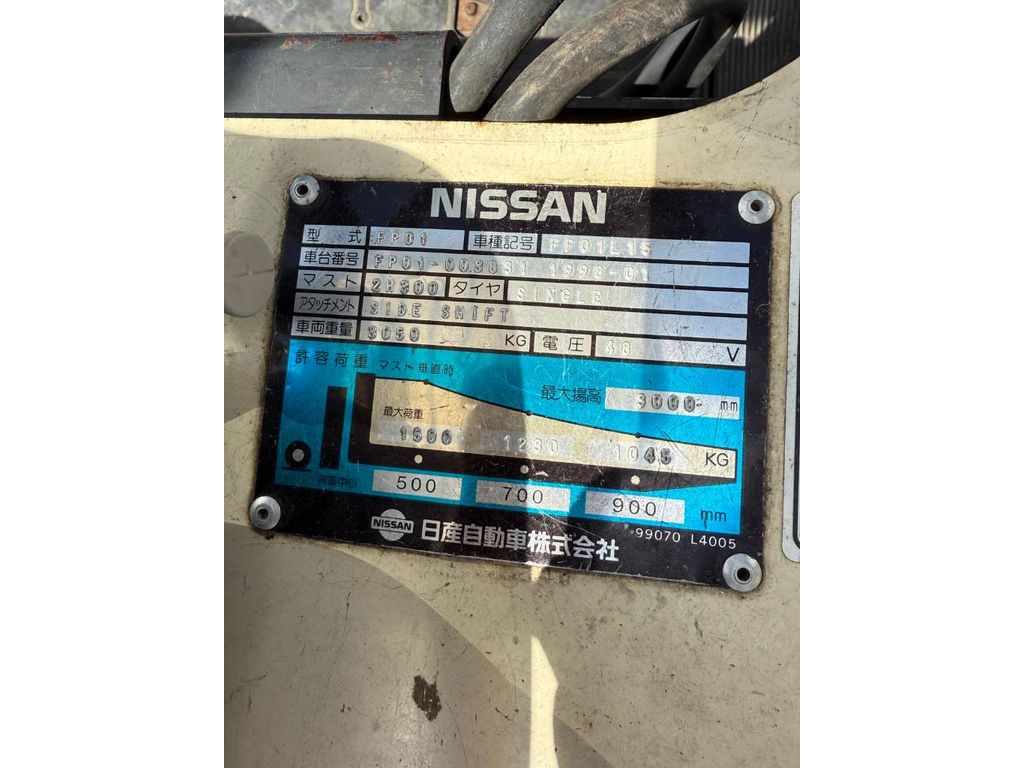 NISSAN
型式 FP01 車種記号 FP01L15
車台番号 FP01-003831 1998-01
マスト 2M300 タイヤ SINGLE
アタッチメント SIDE SHIFT
車両重量 3050 KG 電圧 48 V
許容荷重 マスト垂直時
最大揚高 3000 mm
最大荷重
1500 1230 1045 KG
荷重中心 500 700 900 mm
NISSAN 日産自動車株式会社 99070 L4005